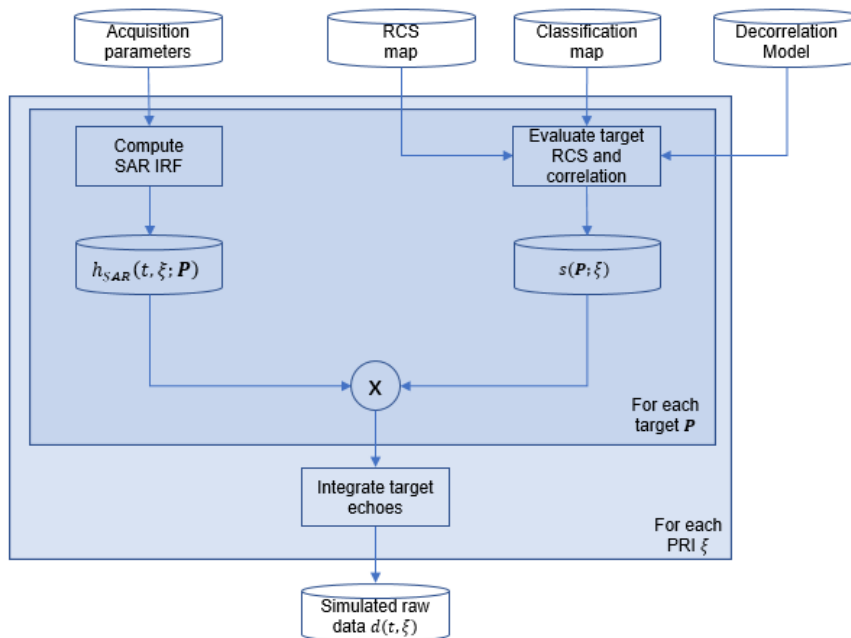 Acquisition
parameters
RCS
map
Classification
map
Decorrelation
Model
Compute
SAR IRF
Evaluate target
RCS and
correlation
h_SAR(t, ξ; P)
s(P; ξ)
X
For each
target P
Integrate target
echoes
For each
PRI ξ
Simulated raw
data d(t, ξ)